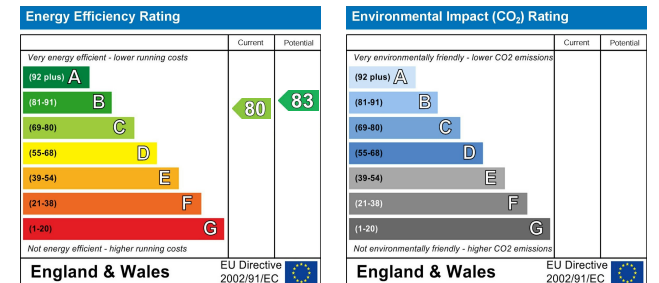 Energy Efficiency Rating
Current Potential
Very energy efficient - lower running costs
(92 plus) A
(81-91) B
(69-80) C
(55-68) D
(39-54) E
(21-38) F
(1-20) G
80
83
Not energy efficient - higher running costs
England & Wales
EU Directive
2002/91/EC
Environmental Impact (CO₂) Rating
Current Potential
Very environmentally friendly - lower CO2 emissions
(92 plus) A
(81-91) B
(69-80) C
(55-68) D
(39-54) E
(21-38) F
(1-20) G
Not environmentally friendly - higher CO2 emissions
England & Wales
EU Directive
2002/91/EC